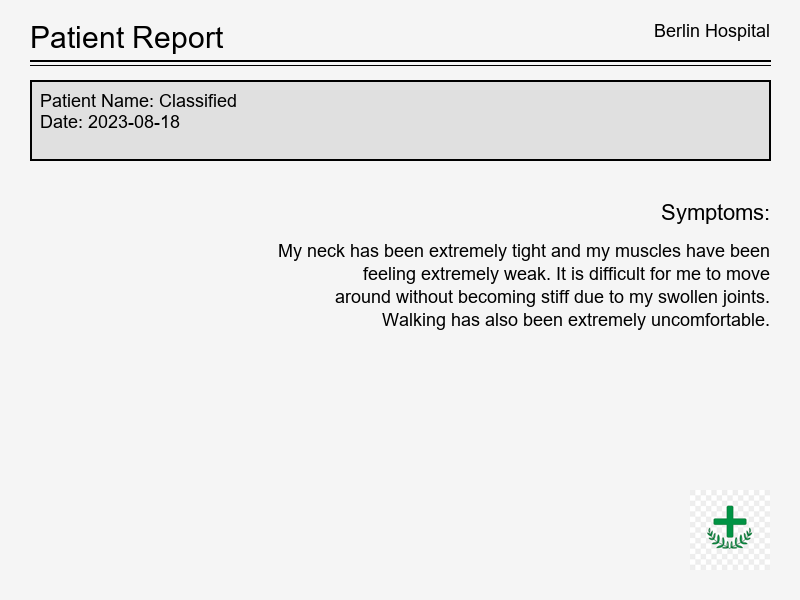 Patient Report
Berlin Hospital
Patient Name: Classified
Date: 2023-08-18
Symptoms:
My neck has been extremely tight and my muscles have been
feeling extremely weak. It is difficult for me to move
around without becoming stiff due to my swollen joints.
Walking has also been extremely uncomfortable.